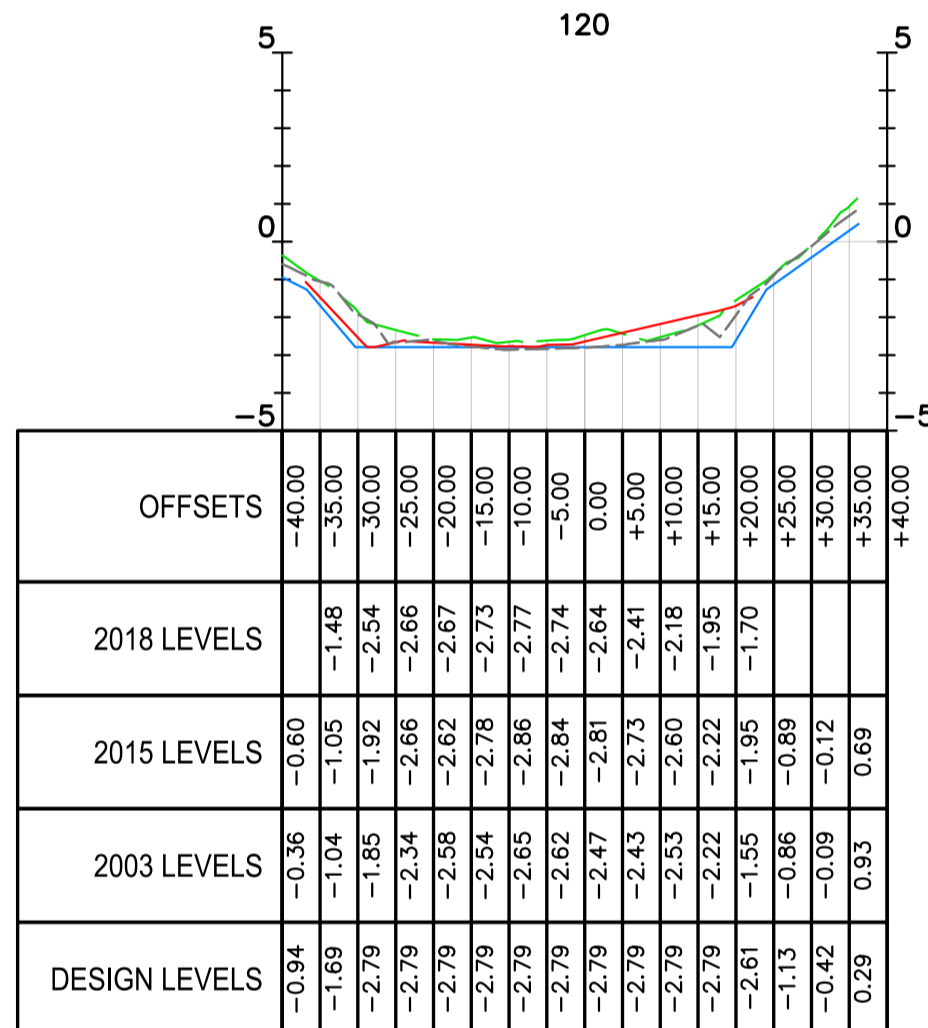 120
5 5
0 0
−5 −5
OFFSETS −40.00 −35.00 −30.00 −25.00 −20.00 −15.00 −10.00 −5.00 0.00 +5.00 +10.00 +15.00 +20.00 +25.00 +30.00 +35.00 +40.00
2018 LEVELS −1.48 −2.54 −2.66 −2.67 −2.73 −2.77 −2.74 −2.64 −2.41 −2.18 −1.95 −1.70
2015 LEVELS −0.60 −1.05 −1.92 −2.66 −2.62 −2.78 −2.86 −2.84 −2.81 −2.73 −2.60 −2.22 −1.95 −0.89 −0.12 0.69
2003 LEVELS −0.36 −1.04 −1.85 −2.34 −2.58 −2.54 −2.65 −2.62 −2.47 −2.43 −2.53 −2.22 −1.55 −0.86 −0.09 0.93
DESIGN LEVELS −0.94 −1.69 −2.79 −2.79 −2.79 −2.79 −2.79 −2.79 −2.79 −2.79 −2.79 −2.79 −2.61 −1.13 −0.42 0.29